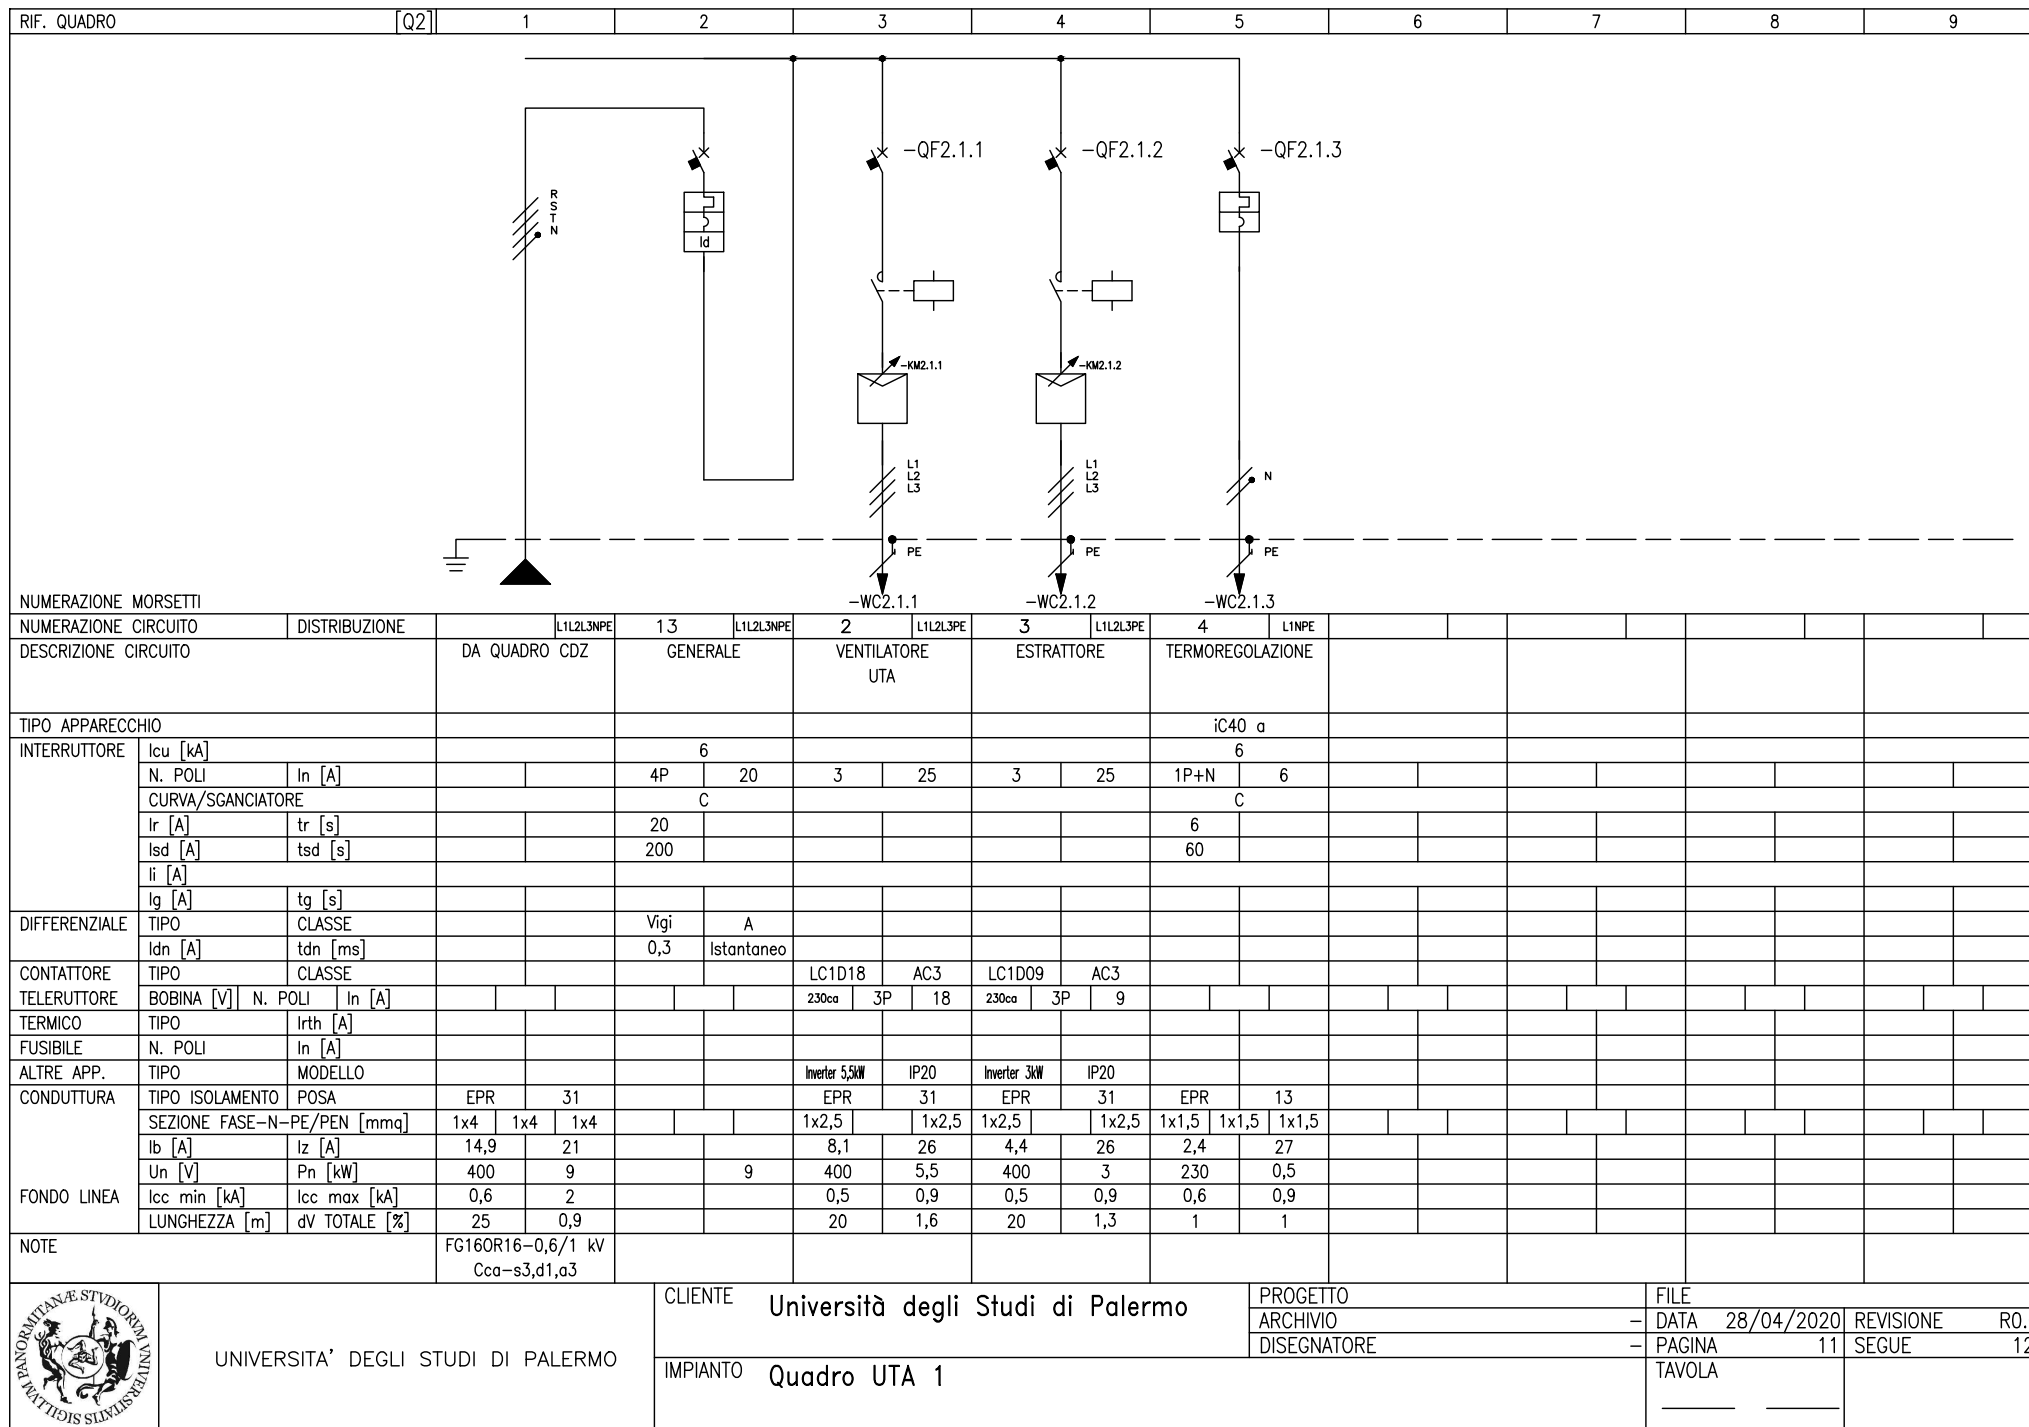 RIF. QUADRO [Q2] 1 2 3 4 5 6 7 8 9
-QF2.1.1 -QF2.1.2 -QF2.1.3
R
S
T
N
Id
-KM2.1.1 -KM2.1.2
L1 L1
L2 L2 N
L3 L3
PE PE PE
NUMERAZIONE MORSETTI -WC2.1.1 -WC2.1.2 -WC2.1.3
NUMERAZIONE CIRCUITO DISTRIBUZIONE L1L2L3NPE 13 L1L2L3NPE 2 L1L2L3PE 3 L1L2L3PE 4 L1NPE
DESCRIZIONE CIRCUITO DA QUADRO CDZ GENERALE VENTILATORE ESTRATTORE TERMOREGOLAZIONE
UTA
TIPO APPARECCHIO iC40 a
INTERRUTTORE Icu [kA] 6 6
N. POLI In [A] 4P 20 3 25 3 25 1P+N 6
CURVA/SGANCIATORE C C
Ir [A] tr [s] 20 6
Isd [A] tsd [s] 200 60
Ii [A]
Ig [A] tg [s]
DIFFERENZIALE TIPO CLASSE Vigi A
Idn [A] tdn [ms] 0,3 Istantaneo
CONTATTORE TIPO CLASSE LC1D18 AC3 LC1D09 AC3
TELERUTTORE BOBINA [V] N. POLI In [A] 230ca 3P 18 230ca 3P 9
TERMICO TIPO Irth [A]
FUSIBILE N. POLI In [A]
ALTRE APP. TIPO MODELLO Inverter 5,5kW IP20 Inverter 3kW IP20
CONDUTTURA TIPO ISOLAMENTO POSA EPR 31 EPR 31 EPR 31 EPR 13
SEZIONE FASE-N-PE/PEN [mmq] 1x4 1x4 1x4 1x2,5 1x2,5 1x2,5 1x2,5 1x1,5 1x1,5 1x1,5
Ib [A] Iz [A] 14,9 21 8,1 26 4,4 26 2,4 27
Un [V] Pn [kW] 400 9 9 400 5,5 400 3 230 0,5
FONDO LINEA Icc min [kA] Icc max [kA] 0,6 2 0,5 0,9 0,5 0,9 0,6 0,9
LUNGHEZZA [m] dV TOTALE [%] 25 0,9 20 1,6 20 1,3 1 1
NOTE FG16OR16-0,6/1 kV
Cca-s3,d1,a3
SIGILLVM PANORMITANÆ STVDIORVM VNIVERSITATIS
UNIVERSITA' DEGLI STUDI DI PALERMO
CLIENTE Università degli Studi di Palermo
IMPIANTO Quadro UTA 1
PROGETTO FILE
ARCHIVIO - DATA 28/04/2020 REVISIONE R0.
DISEGNATORE - PAGINA 11 SEGUE 12
TAVOLA